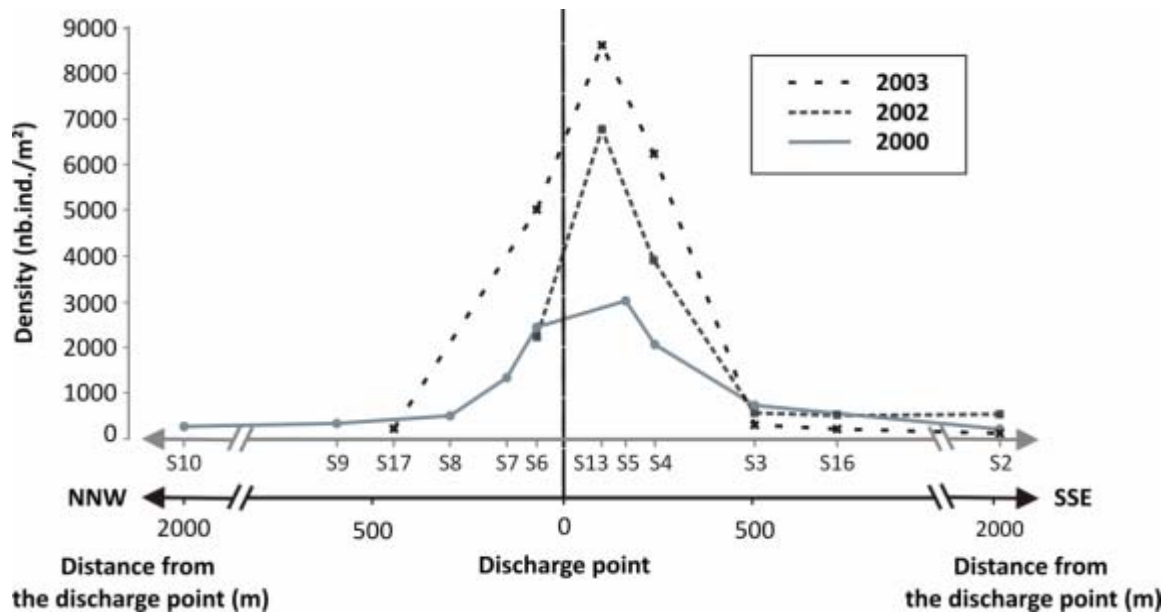 9000
8000
7000
6000
5000
4000
3000
2000
1000
0
Density (nb.ind./m²)
2003
2002
2000
S10 S9 S17 S8 S7 S6 S13 S5 S4 S3 S16 S2
NNW SSE
2000 500 0 500 2000
Distance from
the discharge point (m)
Discharge point
Distance from
the discharge point (m)